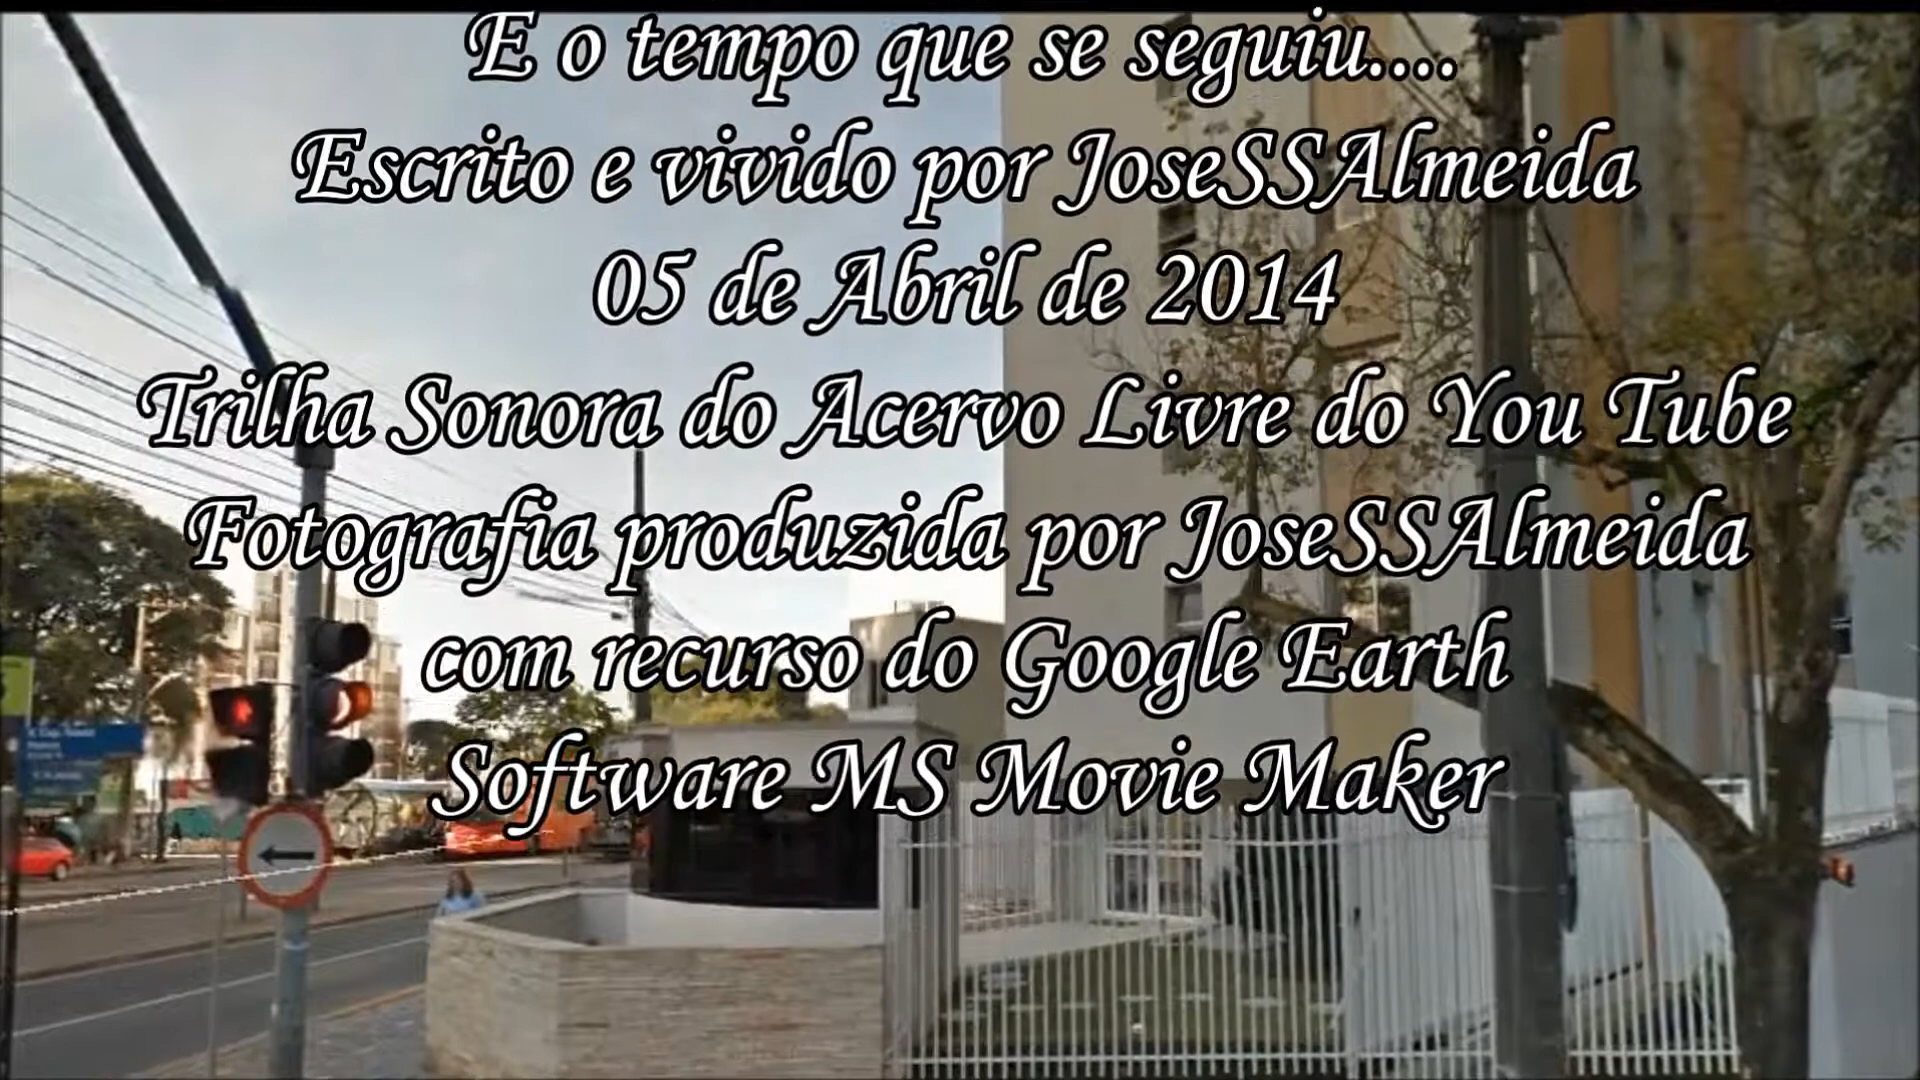 E o tempo que se seguiu....
Escrito e vivido por JoseSSAlmeida
05 de Abril de 2014
Trilha Sonora do Acervo Livre do You Tube
Fotografia produzida por JoseSSAlmeida
com recurso do Google Earth
Software MS Movie Maker